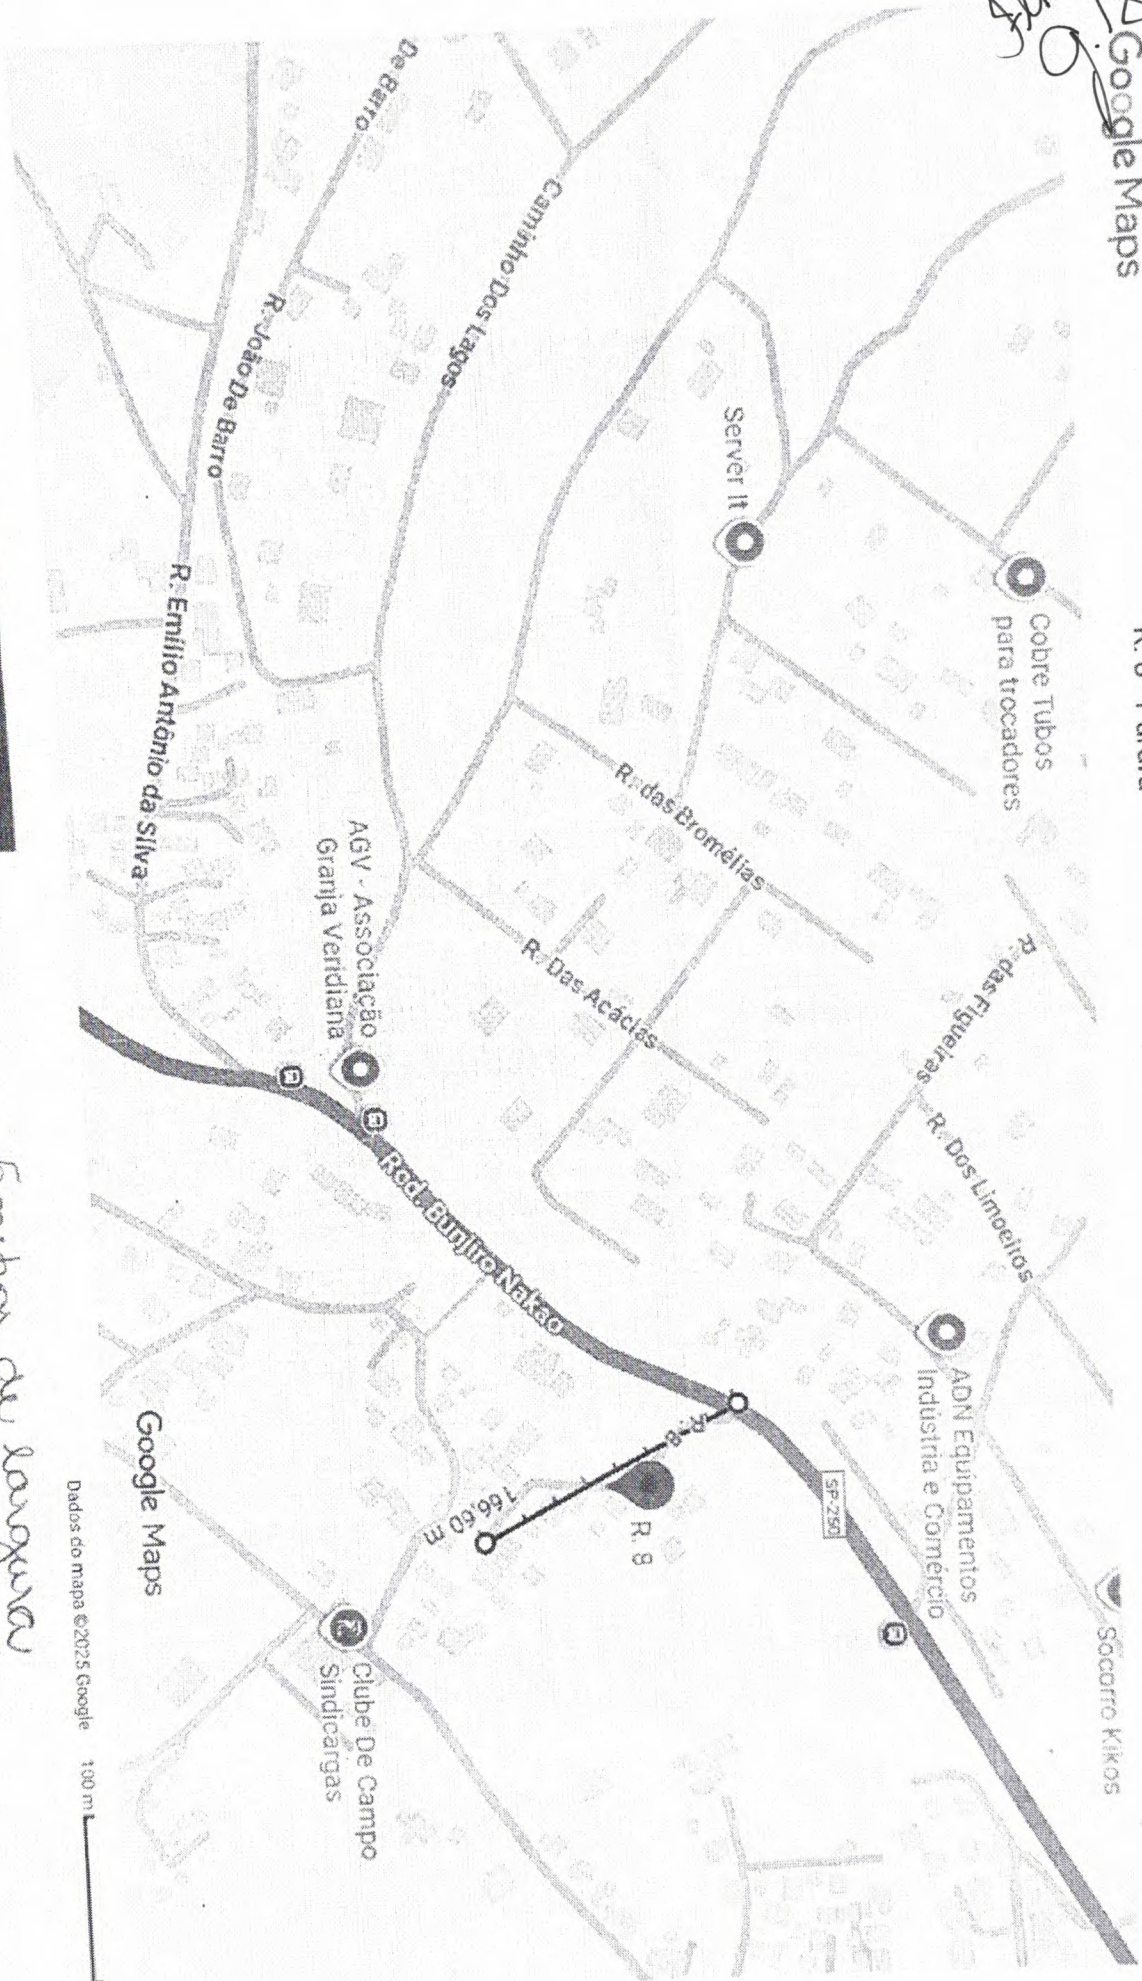 Google Maps
Cobre Tubos
para trocadores
Socorro Kikos
R. das Figueiras
R. Dos Limoeiros
ADN Equipamentos
Indústria e Comércio
SP-250
Server It
R. das Bromélias
R. Das Acácias
R. 8
R. 8
166,60 m
Rod. Bunjiro Nakao
Caminho Dos Lagos
De Barro
R. João De Barro
AGV - Associação
Granja Veridiana
Clube De Campo
Sindicargas
R. Emílio Antônio da Silva
Google Maps
Dados do mapa ©2025 Google 100 m
de largura